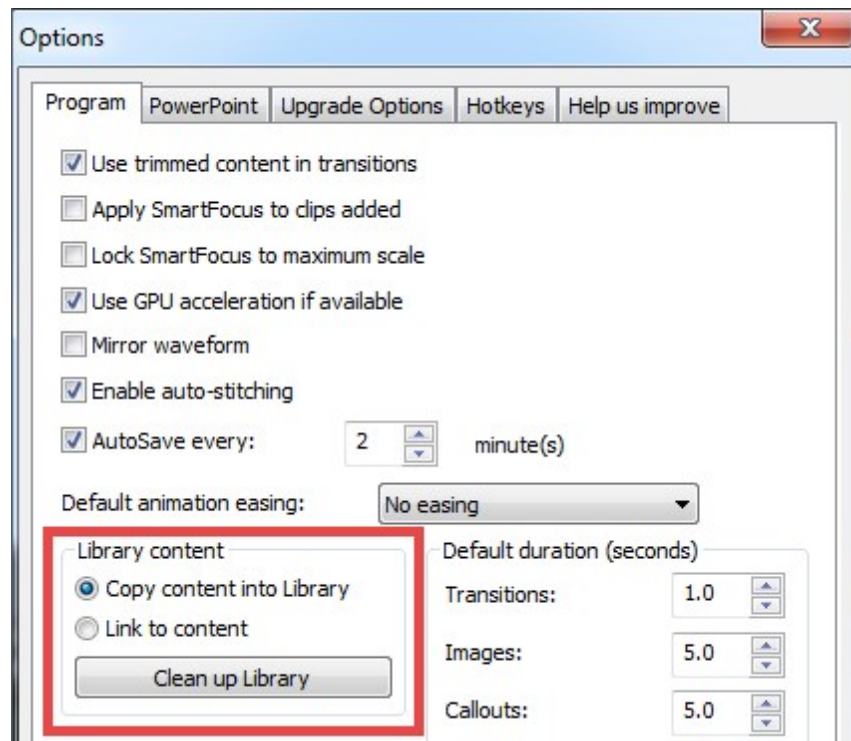 Options
Program PowerPoint Upgrade Options Hotkeys Help us improve
Use trimmed content in transitions
Apply SmartFocus to clips added
Lock SmartFocus to maximum scale
Use GPU acceleration if available
Mirror waveform
Enable auto-stitching
AutoSave every: 2 minute(s)
Default animation easing: No easing
Library content
Copy content into Library
Link to content
Clean up Library
Default duration (seconds)
Transitions: 1.0
Images: 5.0
Callouts: 5.0